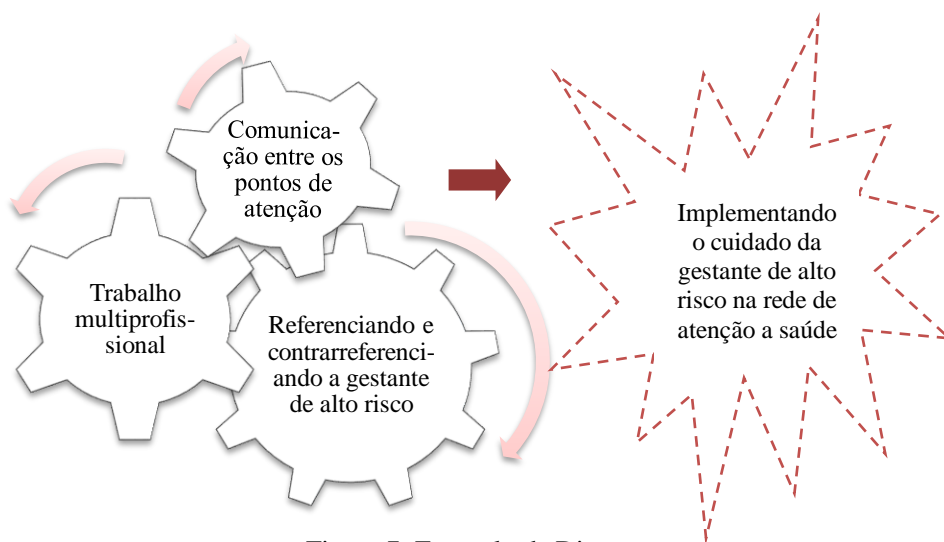 Comunica-
ção entre os
pontos de
atenção
Trabalho
multiprofis-
sional
Referenciando e
contrarreferenci-
ando a gestante
de alto risco
Implementando
o cuidado da
gestante de alto
risco na rede de
atenção a saúde